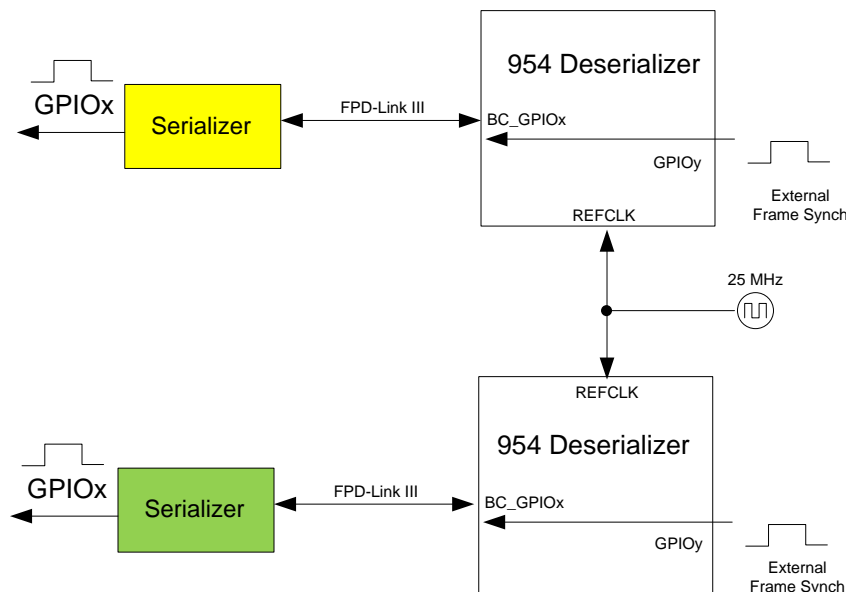 954 Deserializer
GPIOx
Serializer
FPD-Link III
BC_GPIOx
GPIOy
External
Frame Synch
REFCLK
25 MHz
REFCLK
954 Deserializer
GPIOx
Serializer
FPD-Link III
BC_GPIOx
GPIOy
External
Frame Synch